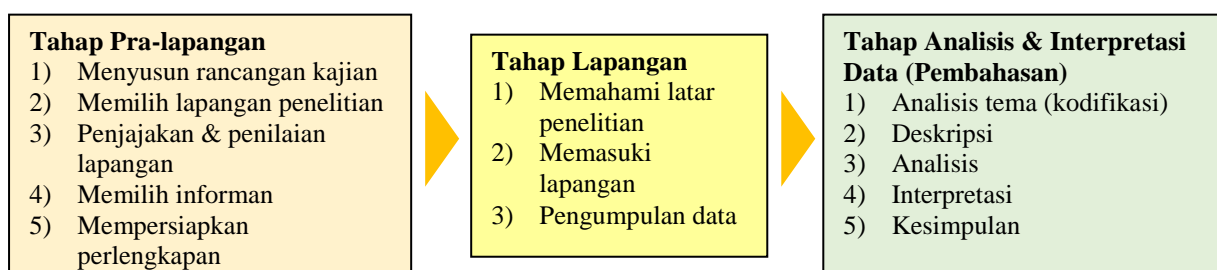 Tahap Pra-lapangan
1) Menyusun rancangan kajian
2) Memilih lapangan penelitian
3) Penjajakan & penilaian
lapangan
4) Memilih informan
5) Mempersiapkan
perlengkapan
Tahap Lapangan
1) Memahami latar
penelitian
2) Memasuki
lapangan
3) Pengumpulan data
Tahap Analisis & Interpretasi
Data (Pembahasan)
1) Analisis tema (kodifikasi)
2) Deskripsi
3) Analisis
4) Interpretasi
5) Kesimpulan